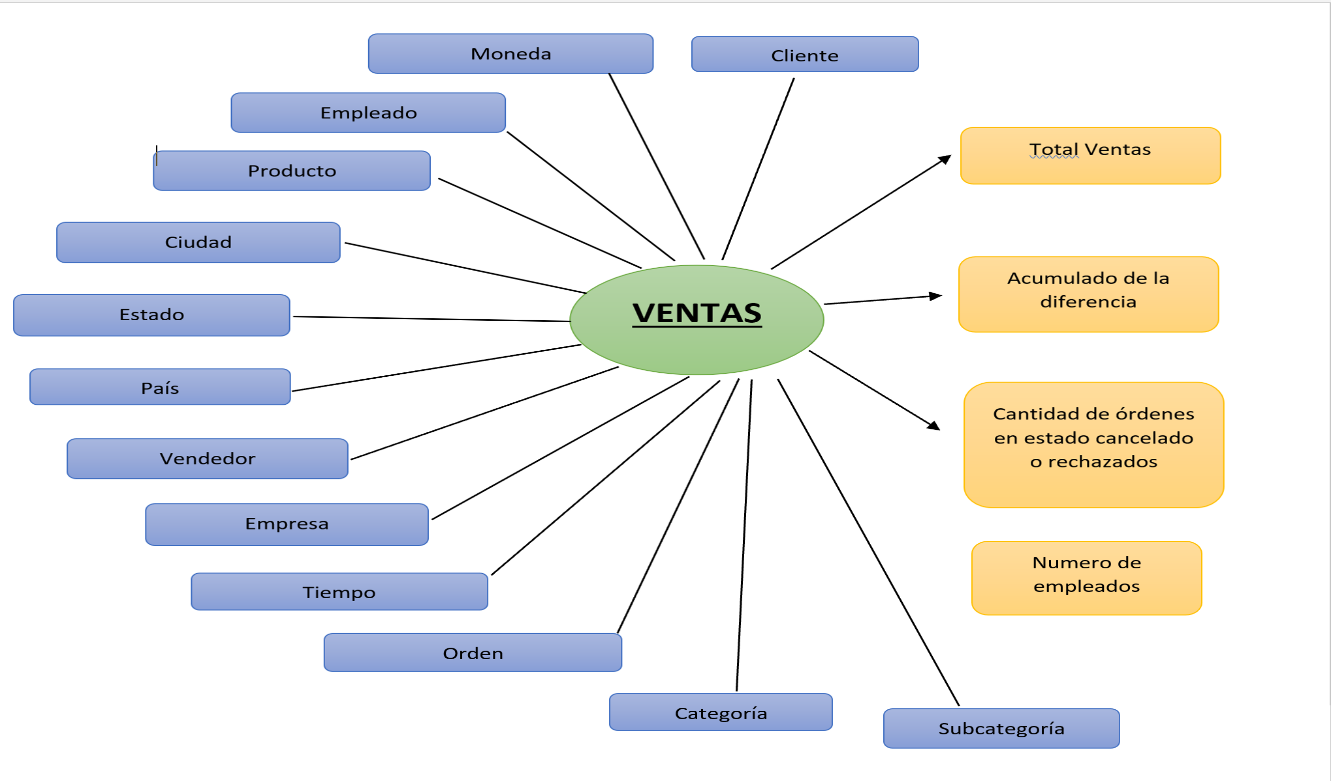 Moneda
Cliente
Empleado
Total Ventas
Producto
Ciudad
Acumulado de la
diferencia
Estado
VENTAS
País
Cantidad de órdenes
en estado cancelado
o rechazados
Vendedor
Empresa
Numero de
empleados
Tiempo
Orden
Categoría
Subcategoría